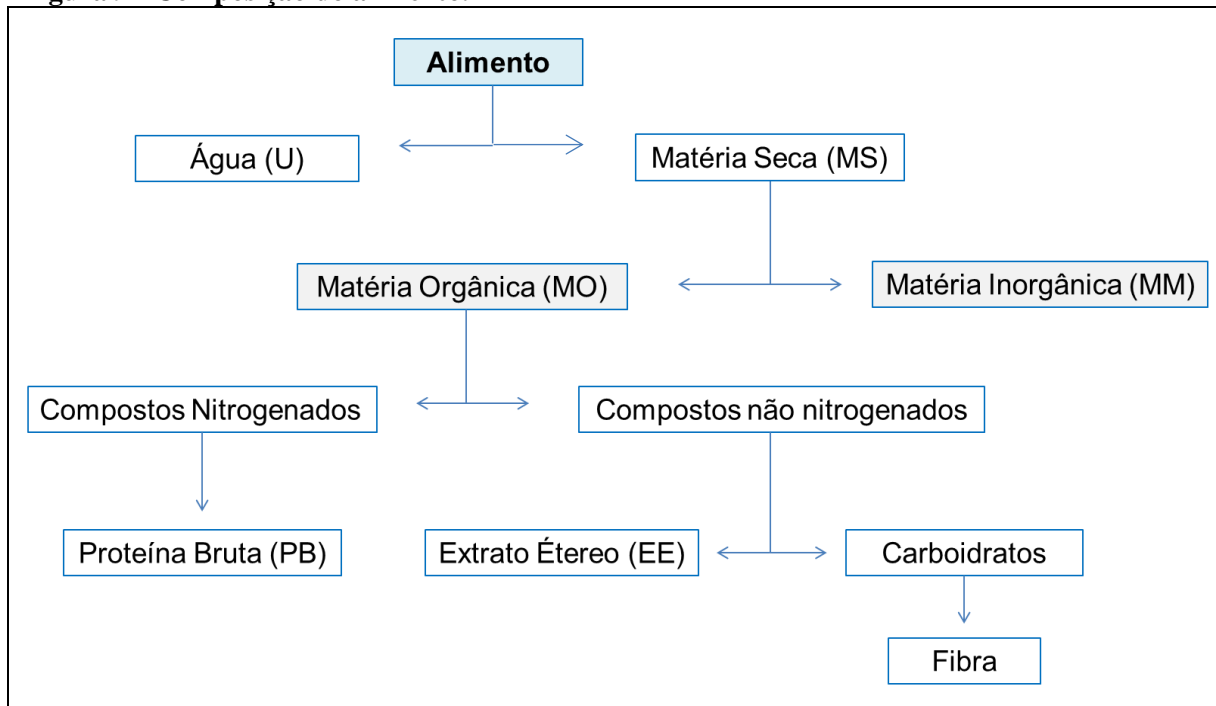 Alimento
Água (U)
Matéria Seca (MS)
Matéria Orgânica (MO)
Matéria Inorgânica (MM)
Compostos Nitrogenados
Compostos não nitrogenados
Proteína Bruta (PB)
Extrato Étereo (EE)
Carboidratos
Fibra